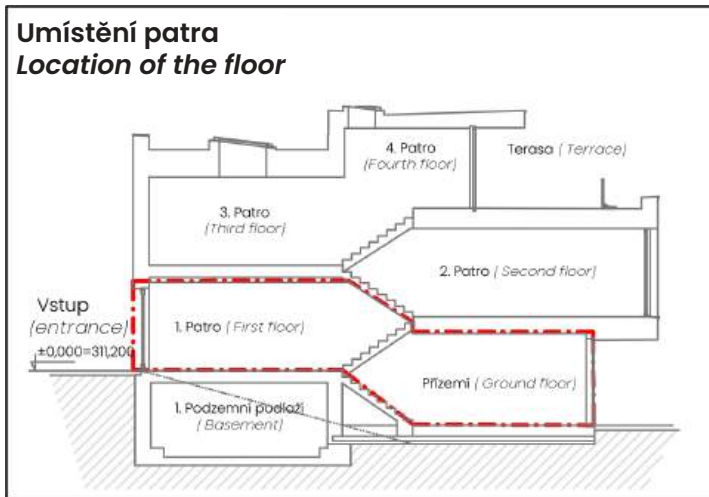 Umístění patra
Location of the floor
4. Patro
(Fourth floor)
Terasa ( Terrace)
3. Patro
(Third floor)
2. Patro ( Second floor)
Vstup
(entrance)
±0,000=311,200
1. Patro ( First floor)
Přízemí ( Ground floor)
1. Podzemní podlaží
( Basement)